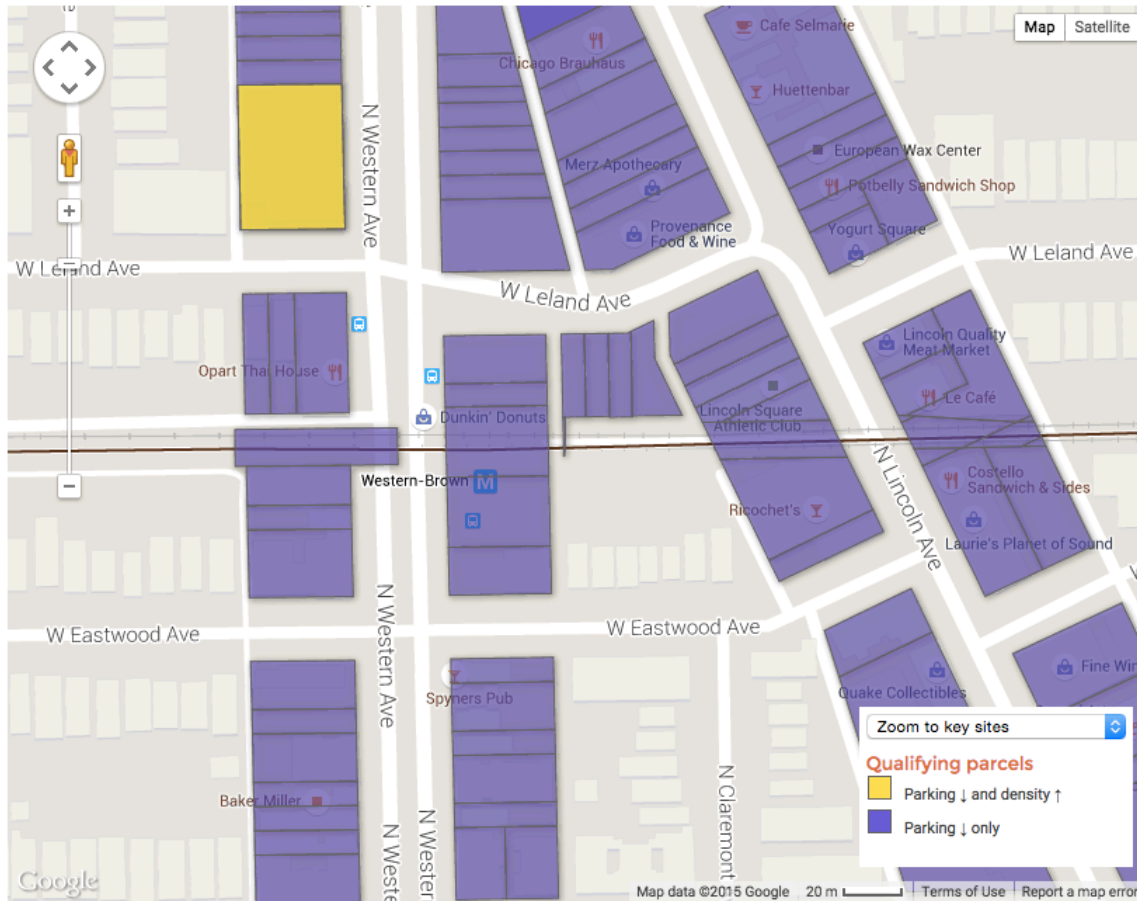 Map Satellite
Cafe Selmarie
Chicago Brauhaus
Huettenbar
N Western Ave
European Wax Center
Merz Apothecary
Potbelly Sandwich Shop
Provenance
Food & Wine
Yogurt Square
W Leland Ave
W Leland Ave
W Leland Ave
Lincoln Quality
Meat Market
Opart Thai House
Le Café
Dunkin' Donuts
Lincoln Square
Athletic Club
Western-Brown M
Costello
Sandwich & Sides
N Lincoln Ave
Ricochet's
Laurie's Planet of Sound
N Western Ave
W Eastwood Ave
W Eastwood Ave
Fine Win
Spyners Pub
Quake Collectibles
Zoom to key sites
Qualifying parcels
Parking ↓ and density ↑
Parking ↓ only
Baker Miller
N Claremont
N Weste
N Western
Google
Map data ©2015 Google 20 m Terms of Use Report a map error